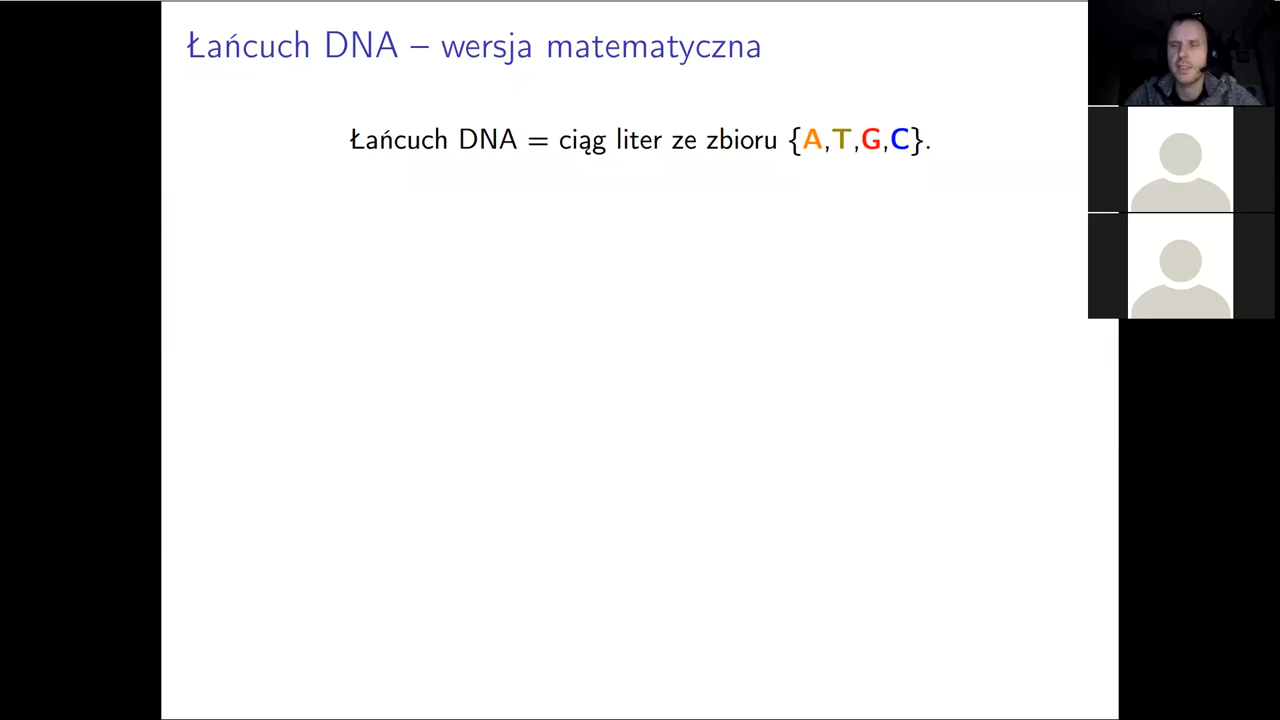 Łańcuch DNA – wersja matematyczna
Łańcuch DNA = ciąg liter ze zbioru {A,T,G,C}.